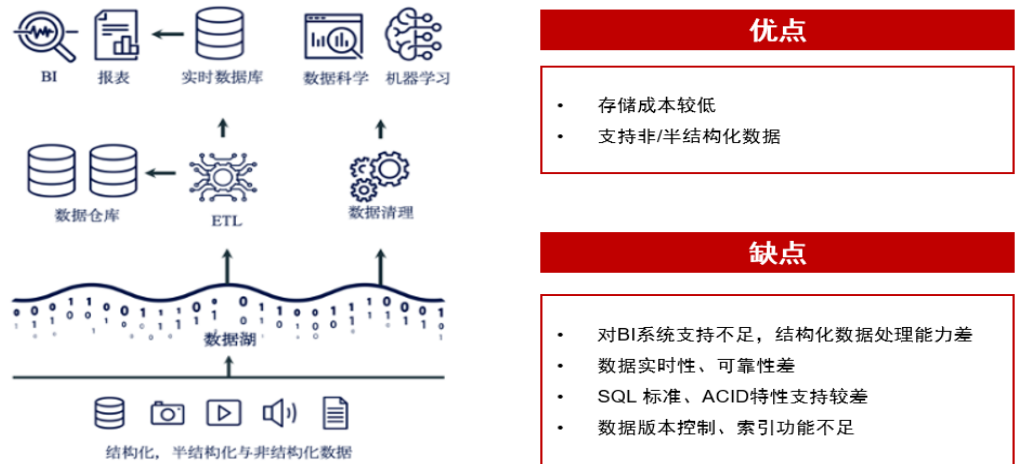 BI
报表
实时数据库
数据科学
机器学习
数据仓库
ETL
数据清理
数据湖
结构化，半结构化与非结构化数据
优点
• 存储成本较低
• 支持非/半结构化数据
缺点
• 对BI系统支持不足，结构化数据处理能力差
• 数据实时性、可靠性差
• SQL 标准、ACID特性支持较差
• 数据版本控制、索引功能不足